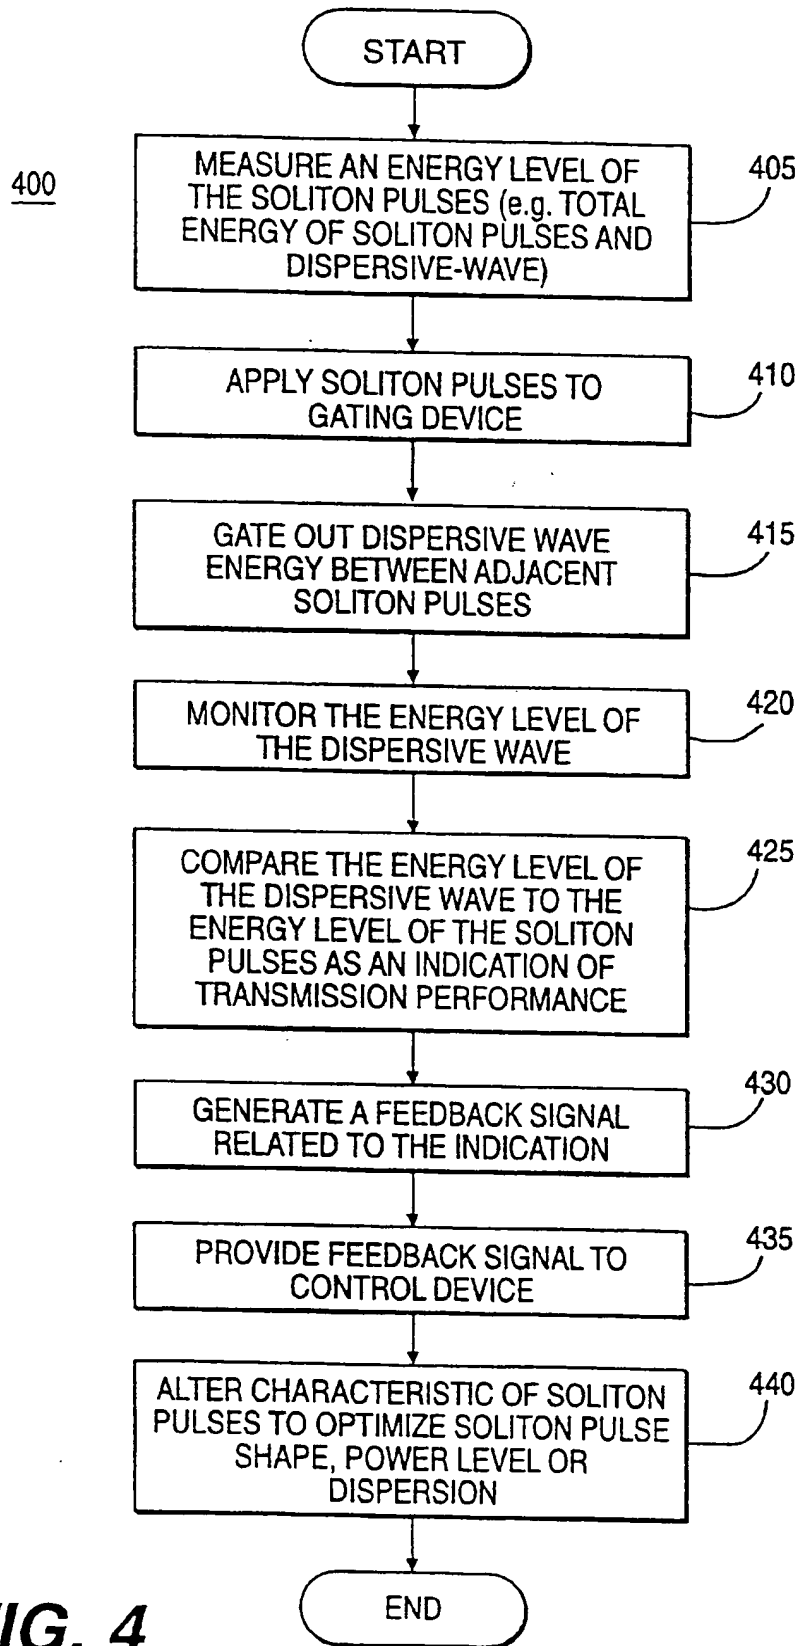 START
400
MEASURE AN ENERGY LEVEL OF
THE SOLITON PULSES (e.g. TOTAL
ENERGY OF SOLITON PULSES AND
DISPERSIVE-WAVE)
405
APPLY SOLITON PULSES TO
GATING DEVICE
410
GATE OUT DISPERSIVE WAVE
ENERGY BETWEEN ADJACENT
SOLITON PULSES
415
MONITOR THE ENERGY LEVEL OF
THE DISPERSIVE WAVE
420
COMPARE THE ENERGY LEVEL OF
THE DISPERSIVE WAVE TO THE
ENERGY LEVEL OF THE SOLITON
PULSES AS AN INDICATION OF
TRANSMISSION PERFORMANCE
425
GENERATE A FEEDBACK SIGNAL
RELATED TO THE INDICATION
430
PROVIDE FEEDBACK SIGNAL TO
CONTROL DEVICE
435
ALTER CHARACTERISTIC OF SOLITON
PULSES TO OPTIMIZE SOLITON PULSE
SHAPE, POWER LEVEL OR
DISPERSION
440
END
IG. 4